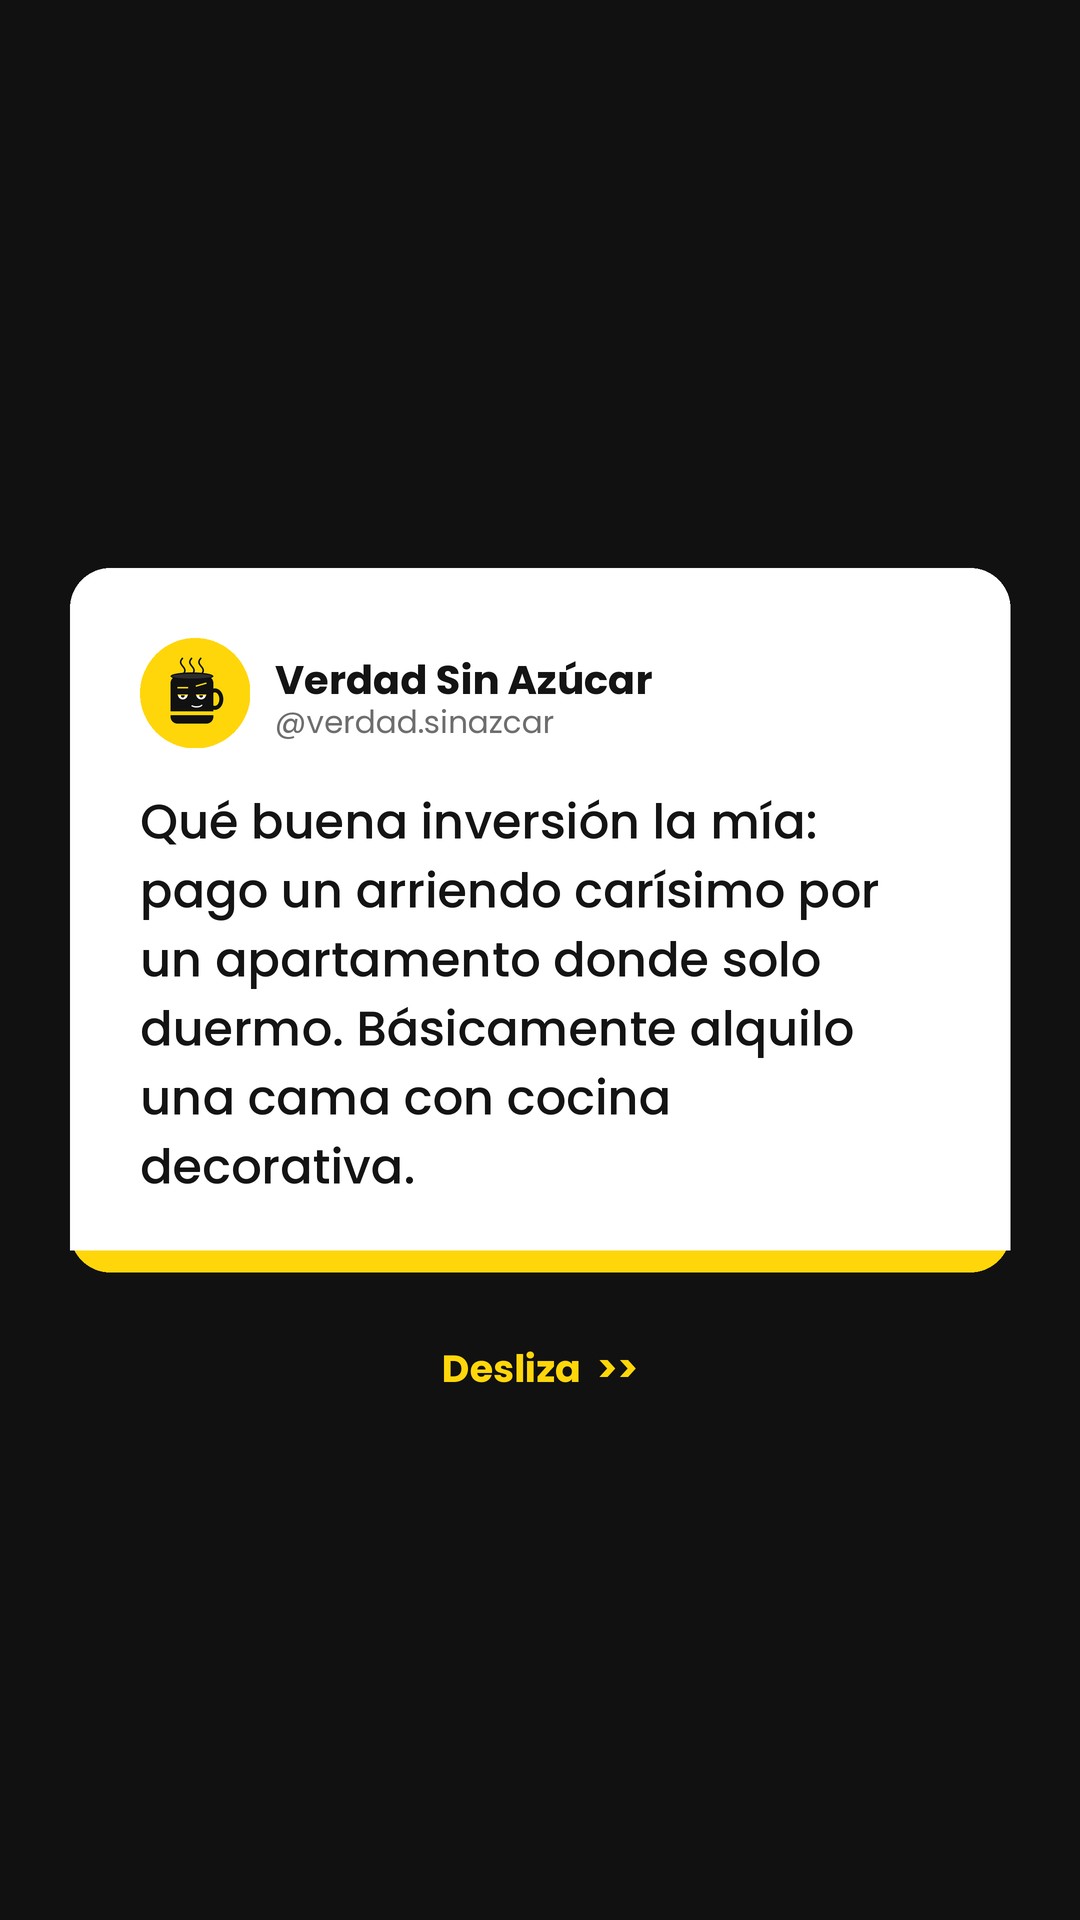 Verdad Sin Azúcar
@verdad.sinazcar
Qué buena inversión la mía:
pago un arriendo carísimo por
un apartamento donde solo
duermo. Básicamente alquilo
una cama con cocina
decorativa.
Desliza >>